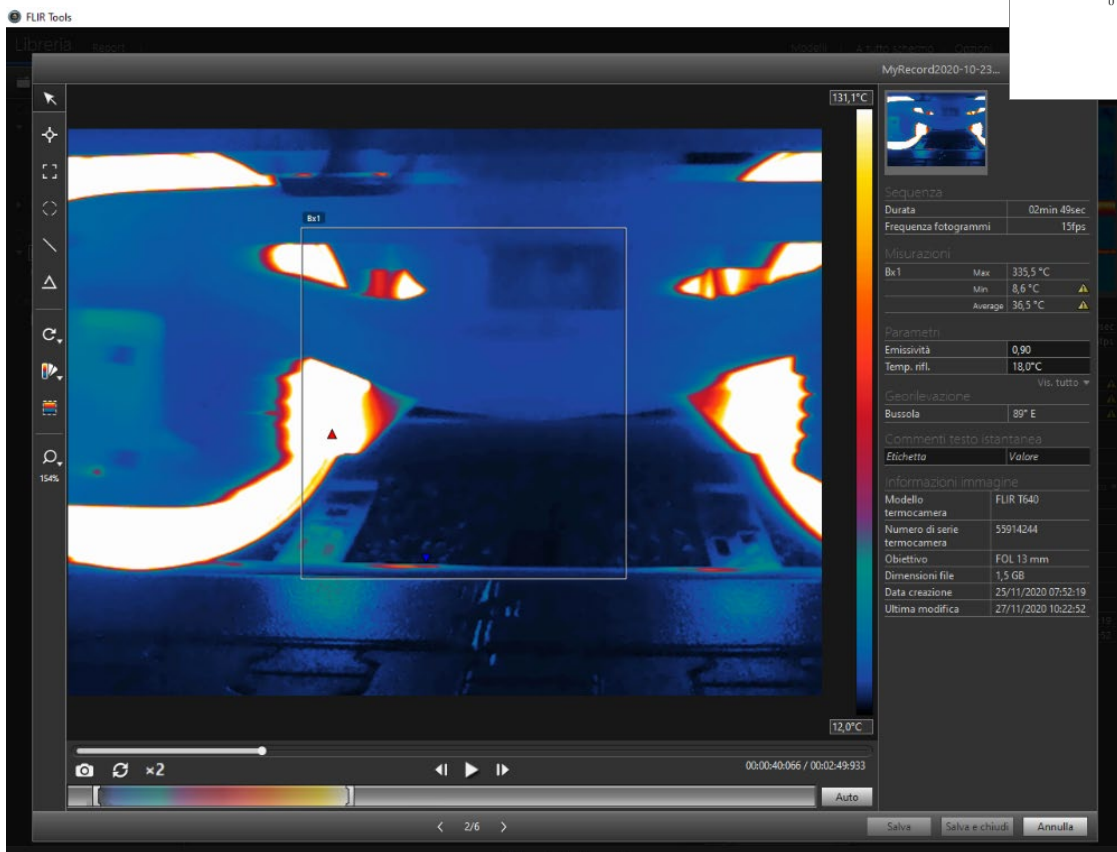 FLIR Tools
Libreria Report Modelli A tutto schermo Opzioni
MyRecord2020-10-23...
131,1°C
Bx1
Sequenza
Durata 02min 49sec
Frequenza fotogrammi 15fps
Misurazioni
Bx1 Max 335,5 °C
Min 8,6 °C
Average 36,5 °C
Parametri
Emissività 0,90
Temp. rifl. 18,0°C
Vis. tutto
Georilevazione
Bussola 89° E
Commenti testo istantanea
Etichetta Valore
Informazioni immagine
Modello FLIR T640
termocamera
Numero di serie 55914244
termocamera
Obiettivo FOL 13 mm
Dimensioni file 1,5 GB
Data creazione 25/11/2020 07:52:19
Ultima modifica 27/11/2020 10:22:52
154%
12,0°C
×2
00:00:40:066 / 00:02:49:933
Auto
2/6
Salva Salva e chiudi Annulla